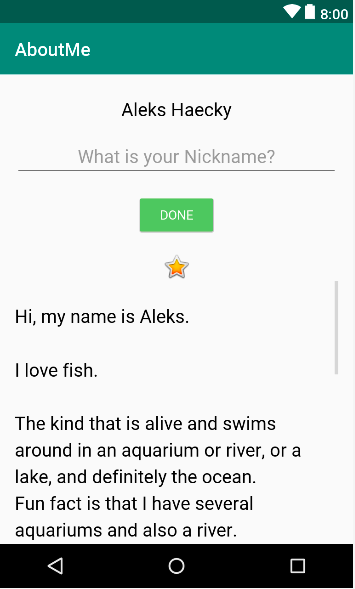 8:00
AboutMe
Aleks Haecky
What is your Nickname?
DONE
Hi, my name is Aleks.
I love fish.
The kind that is alive and swims
around in an aquarium or river, or a
lake, and definitely the ocean.
Fun fact is that I have several
aquariums and also a river.